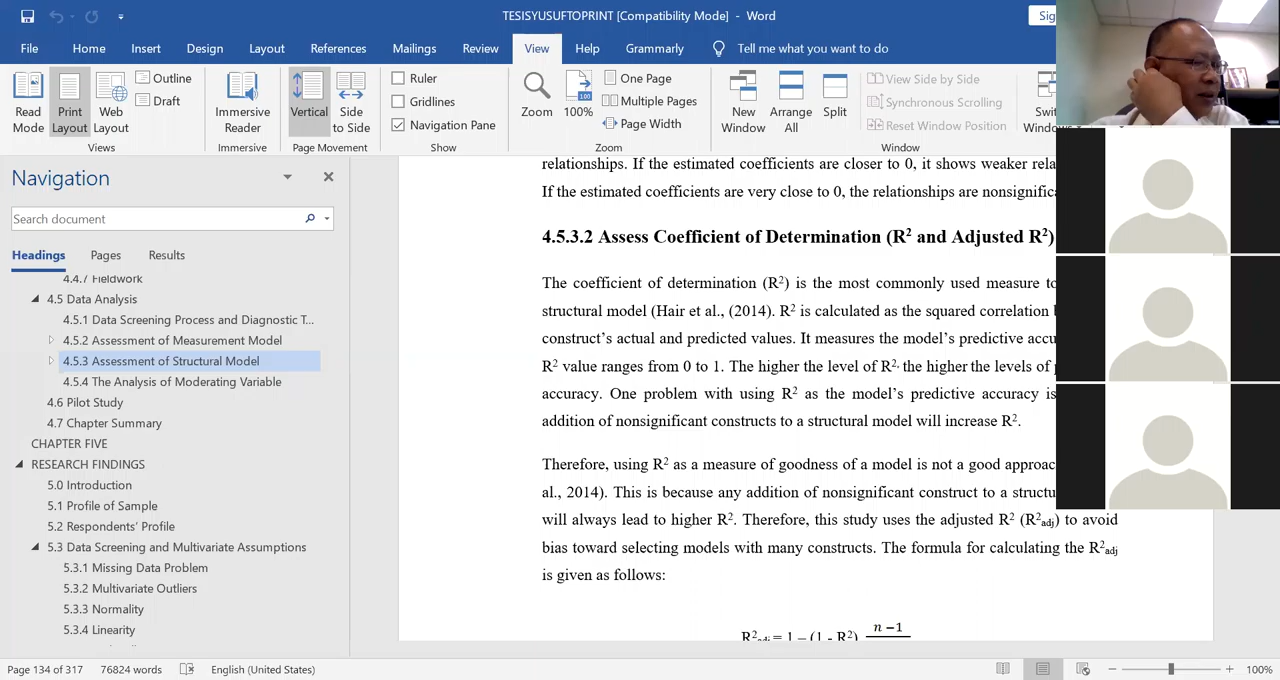 TESISYUSUFTOPRINT [Compatibility Mode] - Word
File Home Insert Design Layout References Mailings Review View Help Grammarly Tell me what you want to do
Read Mode
Print Layout
Web Layout
Outline
Draft
Views
Immersive Reader
Immersive
Vertical
Side to Side
Page Movement
Ruler
Gridlines
Navigation Pane
Show
Zoom
100%
One Page
Multiple Pages
Page Width
Zoom
New Window
Arrange All
Split
View Side by Side
Synchronous Scrolling
Reset Window Position
Window
Navigation
Search document
Headings Pages Results
4.4.7 Fieldwork
4.5 Data Analysis
4.5.1 Data Screening Process and Diagnostic T...
4.5.2 Assessment of Measurement Model
4.5.3 Assessment of Structural Model
4.5.4 The Analysis of Moderating Variable
4.6 Pilot Study
4.7 Chapter Summary
CHAPTER FIVE
RESEARCH FINDINGS
5.0 Introduction
5.1 Profile of Sample
5.2 Respondents' Profile
5.3 Data Screening and Multivariate Assumptions
5.3.1 Missing Data Problem
5.3.2 Multivariate Outliers
5.3.3 Normality
5.3.4 Linearity
relationships. If the estimated coefficients are closer to 0, it shows weaker
If the estimated coefficients are very close to 0, the relationships are
4.5.3.2 Assess Coefficient of Determination (R² and Adjusted R²)
The coefficient of determination (R²) is the most commonly used measure
structural model (Hair et al., (2014). R² is calculated as the squared correlation
construct's actual and predicted values. It measures the model's predictive
R² value ranges from 0 to 1. The higher the level of R², the higher the levels of
accuracy. One problem with using R² as the model's predictive accuracy is
addition of nonsignificant constructs to a structural model will increase R².
Therefore, using R² as a measure of goodness of a model is not a good
al., 2014). This is because any addition of nonsignificant construct to a
will always lead to higher R². Therefore, this study uses the adjusted R² (R²adj) to avoid
bias toward selecting models with many constructs. The formula for calculating the R²adj
is given as follows:
R²adj = 1 – (1 - R²) n −1
Page 134 of 317 76824 words English (United States) 100%